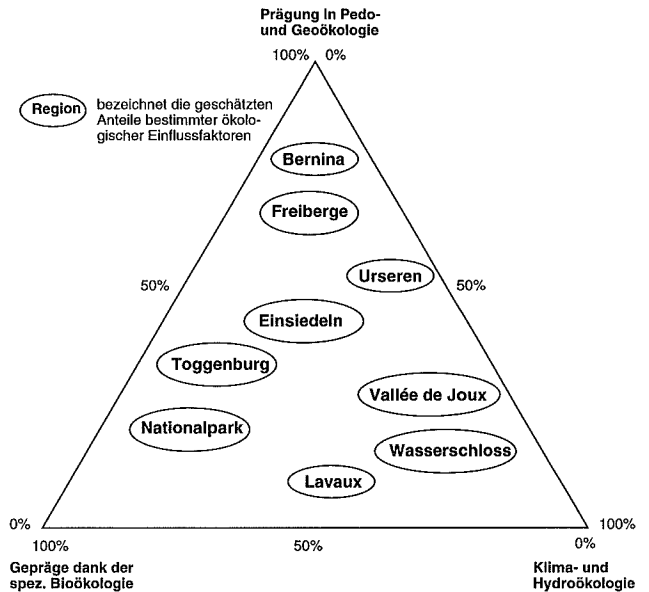 Prägung in Pedo-
und Geoökologie
100% 0%
Region
bezeichnet die geschätzten
Anteile bestimmter ökolo-
gischer Einflussfaktoren
Bernina
Freiberge
Urseren
50% 50%
Einsiedeln
Toggenburg
Vallée de Joux
Nationalpark
Wasserschloss
Lavaux
0% 100%
100% 50% 0%
Gepräge dank der
spez. Bioökologie
Klima- und
Hydroökologie